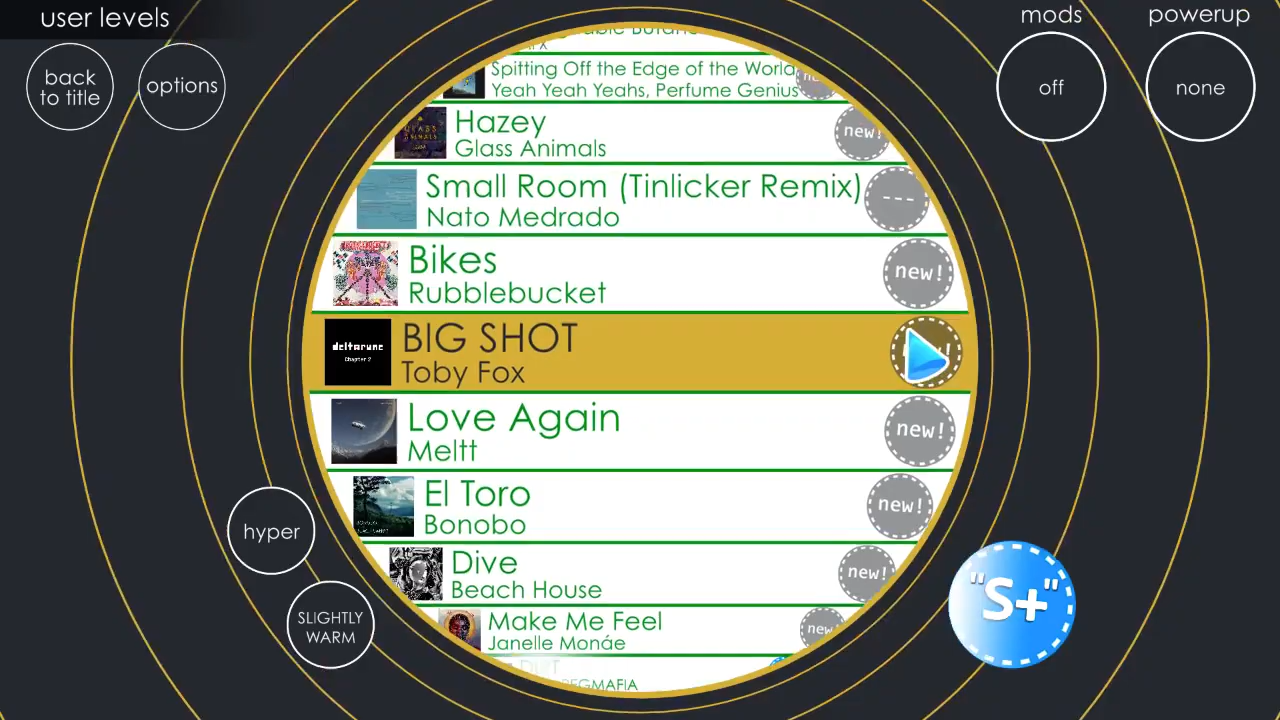 user levels
back
to title
options
mods
off
powerup
none
Spitting Off the Edge of the World
Yeah Yeah Yeahs, Perfume Genius
Hazey
Glass Animals
new!
Small Room (Tinlicker Remix)
Nato Medrado
---
Bikes
Rubblebucket
new!
deltarune
Chapter 2
BIG SHOT
Toby Fox
Love Again
Meltt
new!
El Toro
Bonobo
new!
Dive
Beach House
new!
Make Me Feel
Janelle Monáe
new
hyper
SLIGHTLY
WARM
"S+"